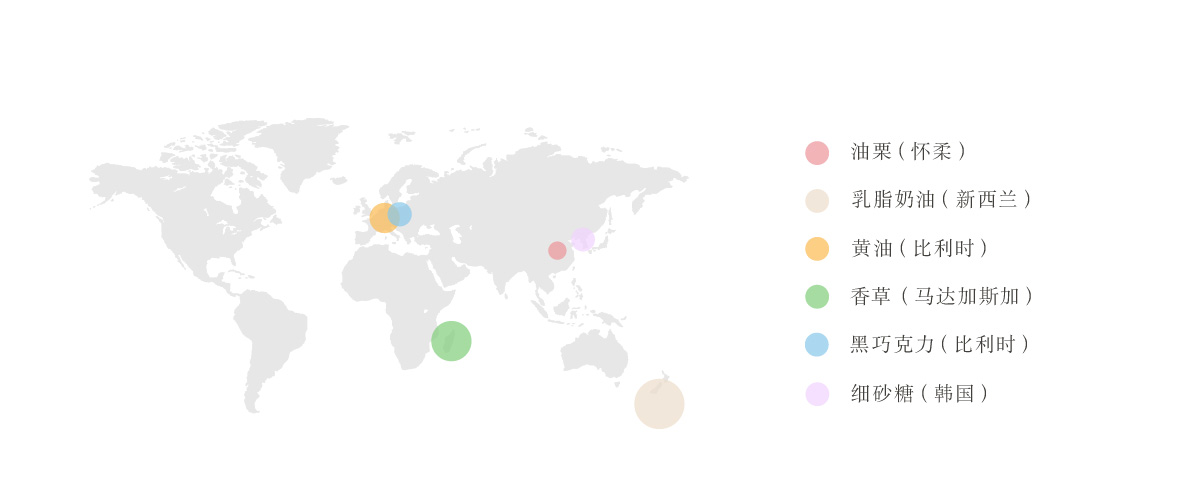 油栗(怀柔)
乳脂奶油(新西兰)
黄油(比利时)
香草(马达加斯加)
黑巧克力(比利时)
细砂糖(韩国)